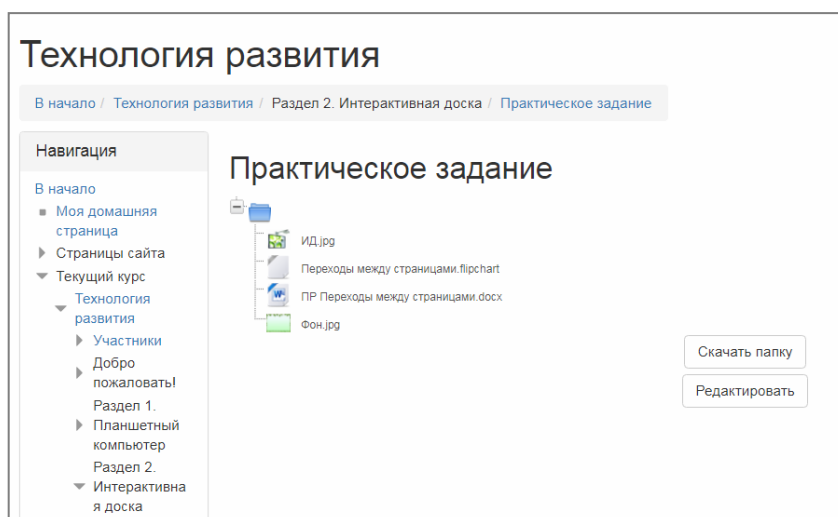 Технология развития
В начало / Технология развития / Раздел 2. Интерактивная доска / Практическое задание
Навигация
В начало
Моя домашняя
страница
Страницы сайта
Текущий курс
Технология
развития
Участники
Добро
пожаловать!
Раздел 1.
Планшетный
компьютер
Раздел 2.
Интерактивна
я доска
Практическое задание
ИД.jpg
Переходы между страницами.flipchart
ПР Переходы между страницами.docx
Фон.jpg
Скачать папку
Редактировать